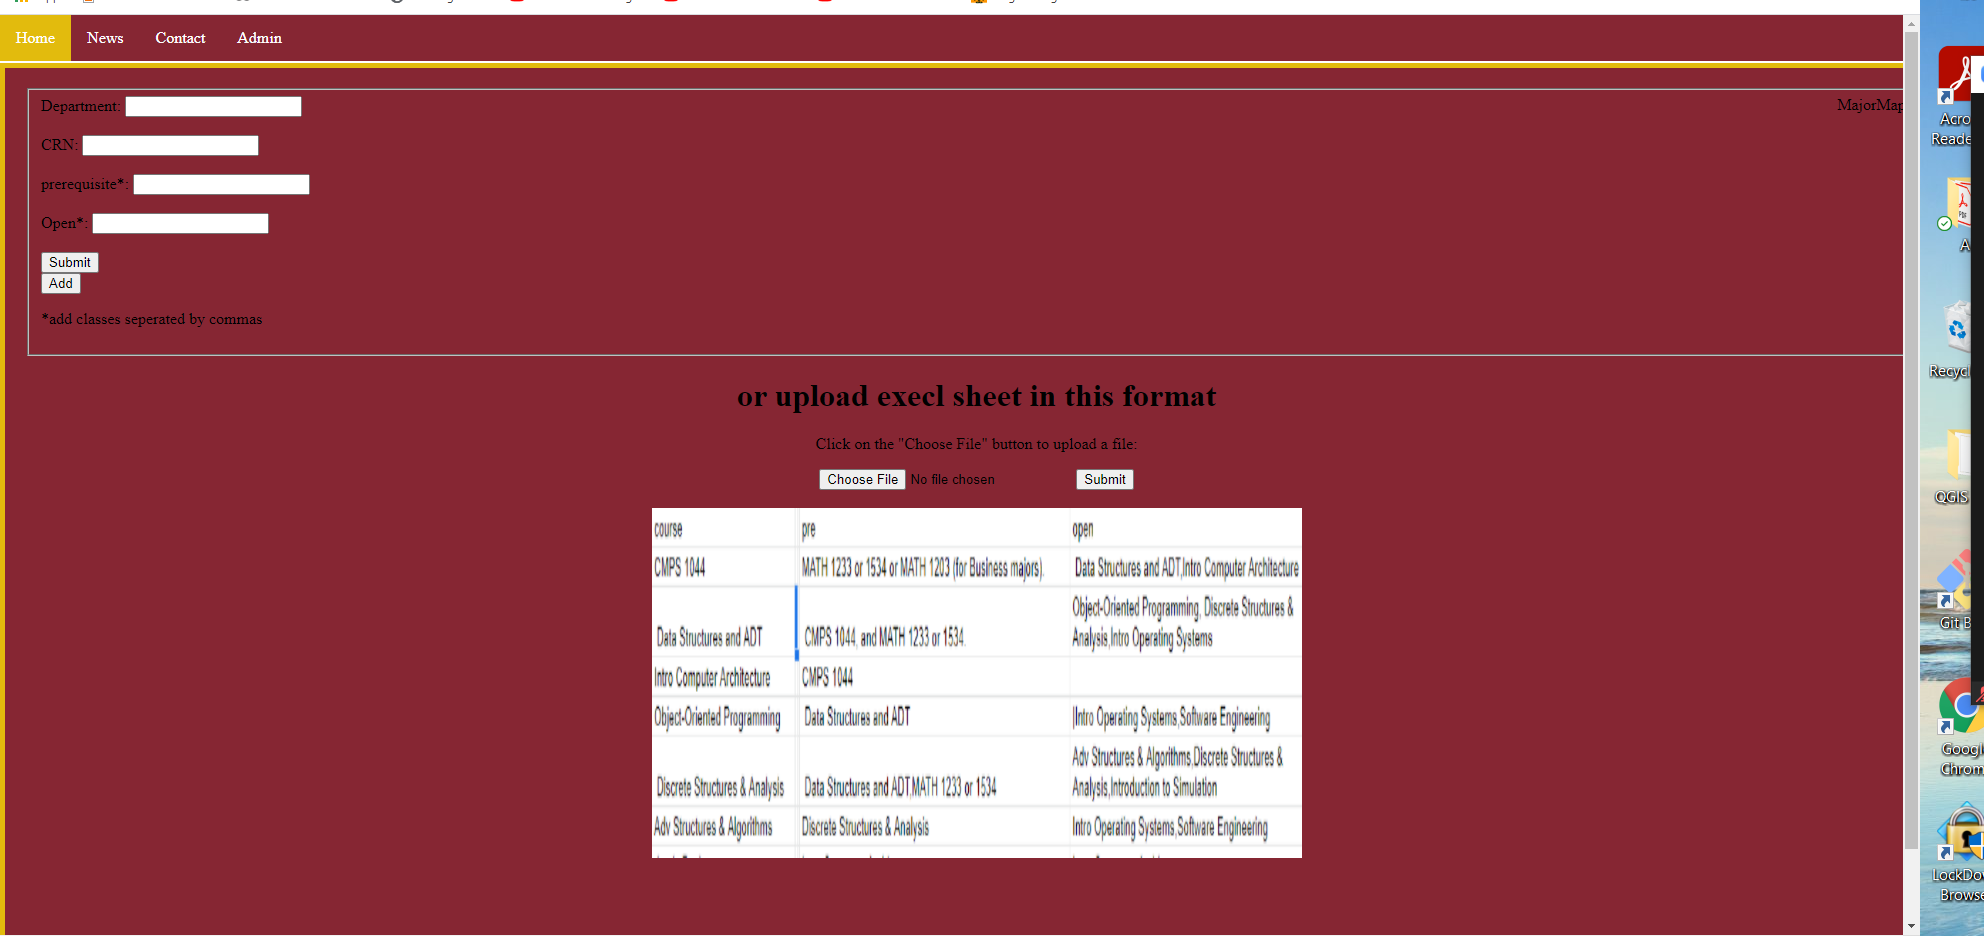 Home News Contact Admin
Department:
MajorMap
CRN:
prerequisite*:
Open*:
Submit
Add
*add classes seperated by commas
or upload execl sheet in this format
Click on the "Choose File" button to upload a file:
Choose File No file chosen Submit
course pre open
CMPS 1044 MATH 1233 or 1534 or MATH 1203 (for Business majors). Data Structures and ADT,Intro Computer Architecture
Object-Oriented Programming, Discrete Structures &
Data Structures and ADT CMPS 1044, and MATH 1233 or 1534. Analysis,Intro Operating Systems
Intro Computer Architecture CMPS 1044
Object-Oriented Programming Data Structures and ADT |Intro Operating Systems,Software Engineering
Adv Structures & Algorithms,Discrete Structures &
Discrete Structures & Analysis Data Structures and ADT,MATH 1233 or 1534 Analysis,Introduction to Simulation
Adv Structures & Algorithms Discrete Structures & Analysis Intro Operating Systems,Software Engineering
Acro
Reade
A
Recycl
QGIS
Git B
Googl
Chrom
LockDo
Browse